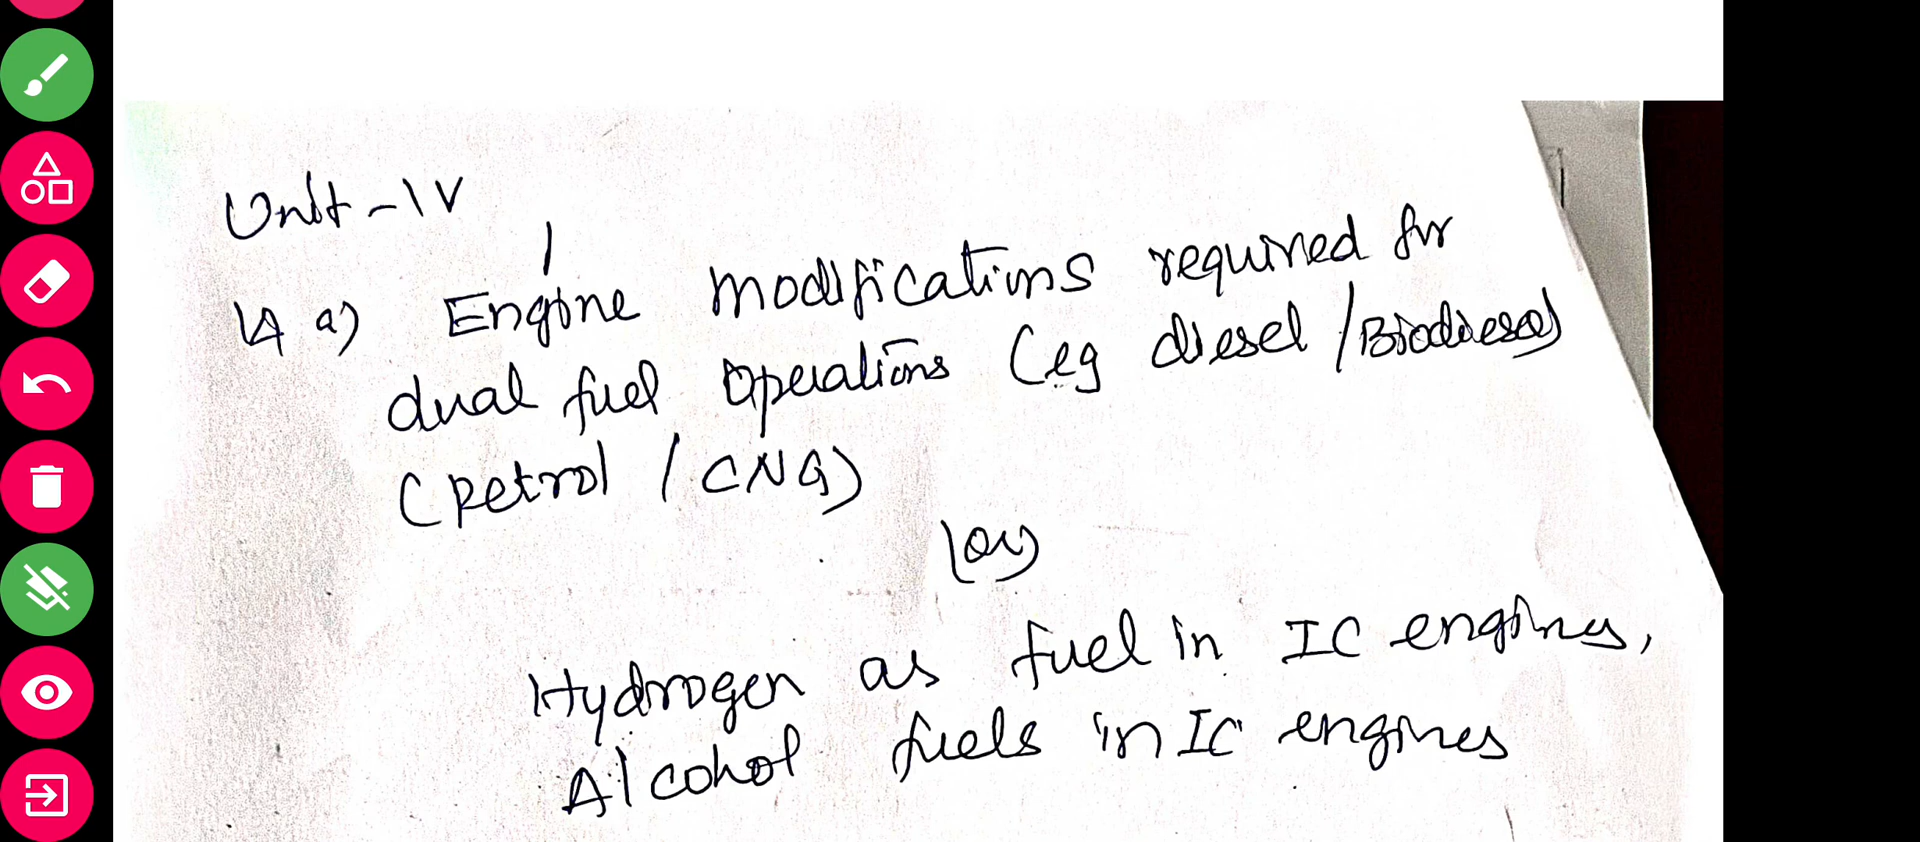 Unit - IV
14 a) Engine modifications required for
dual fuel operations (eg diesel / Biodiesel)
(petrol / CNG)
(or)
Hydrogen as fuel in IC engines,
Alcohol fuels in IC engines